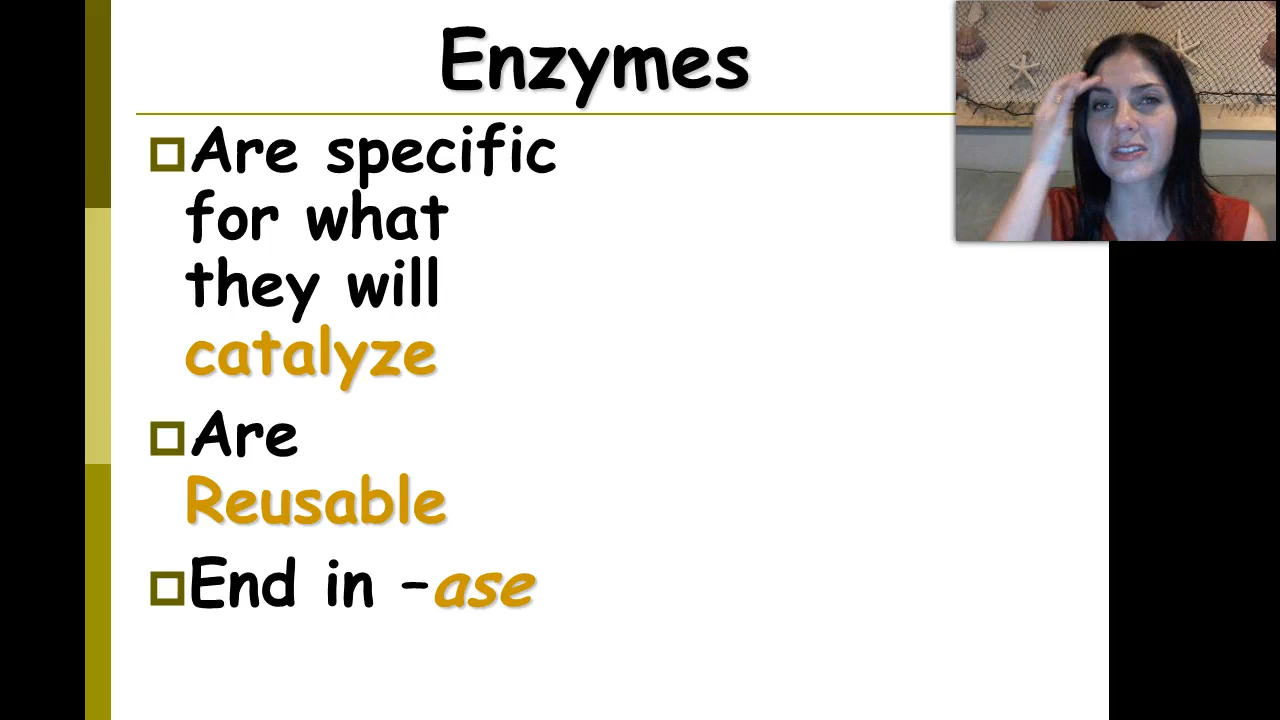 Enzymes
Are specific
for what
they will
catalyze
Are
Reusable
End in –ase